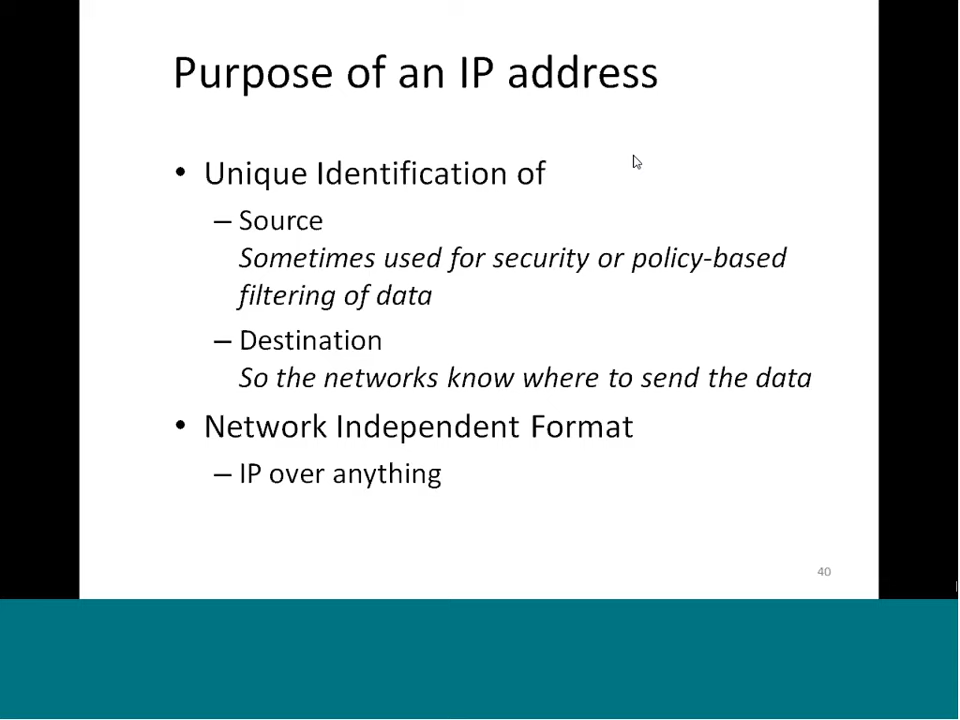 Purpose of an IP address
• Unique Identification of
– Source
Sometimes used for security or policy-based
filtering of data
– Destination
So the networks know where to send the data
• Network Independent Format
– IP over anything
40